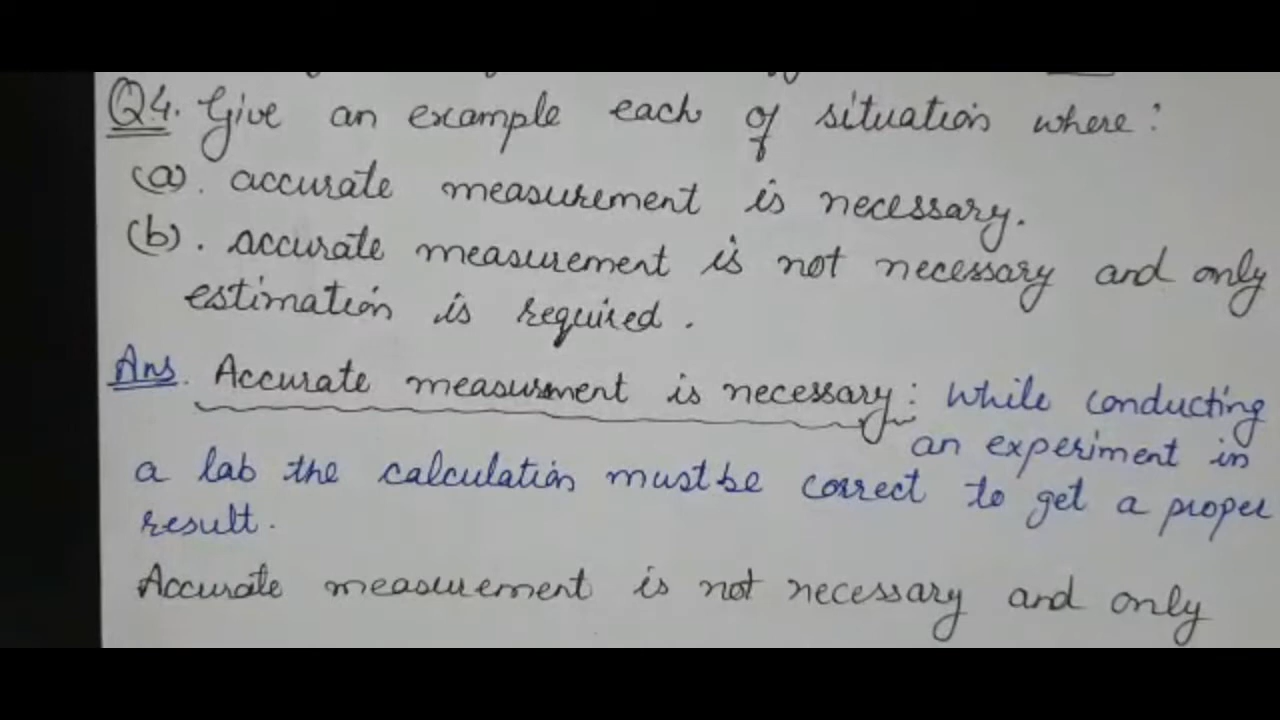 Q4. Give an example each of situation where:
(a). accurate measurement is necessary.
(b). accurate measurement is not necessary and only
estimation is required.
Ans. Accurate measurment is necessary: While conducting
an experiment in
a lab the calculation must be correct to get a proper
result.
Accurate measurement is not necessary and only